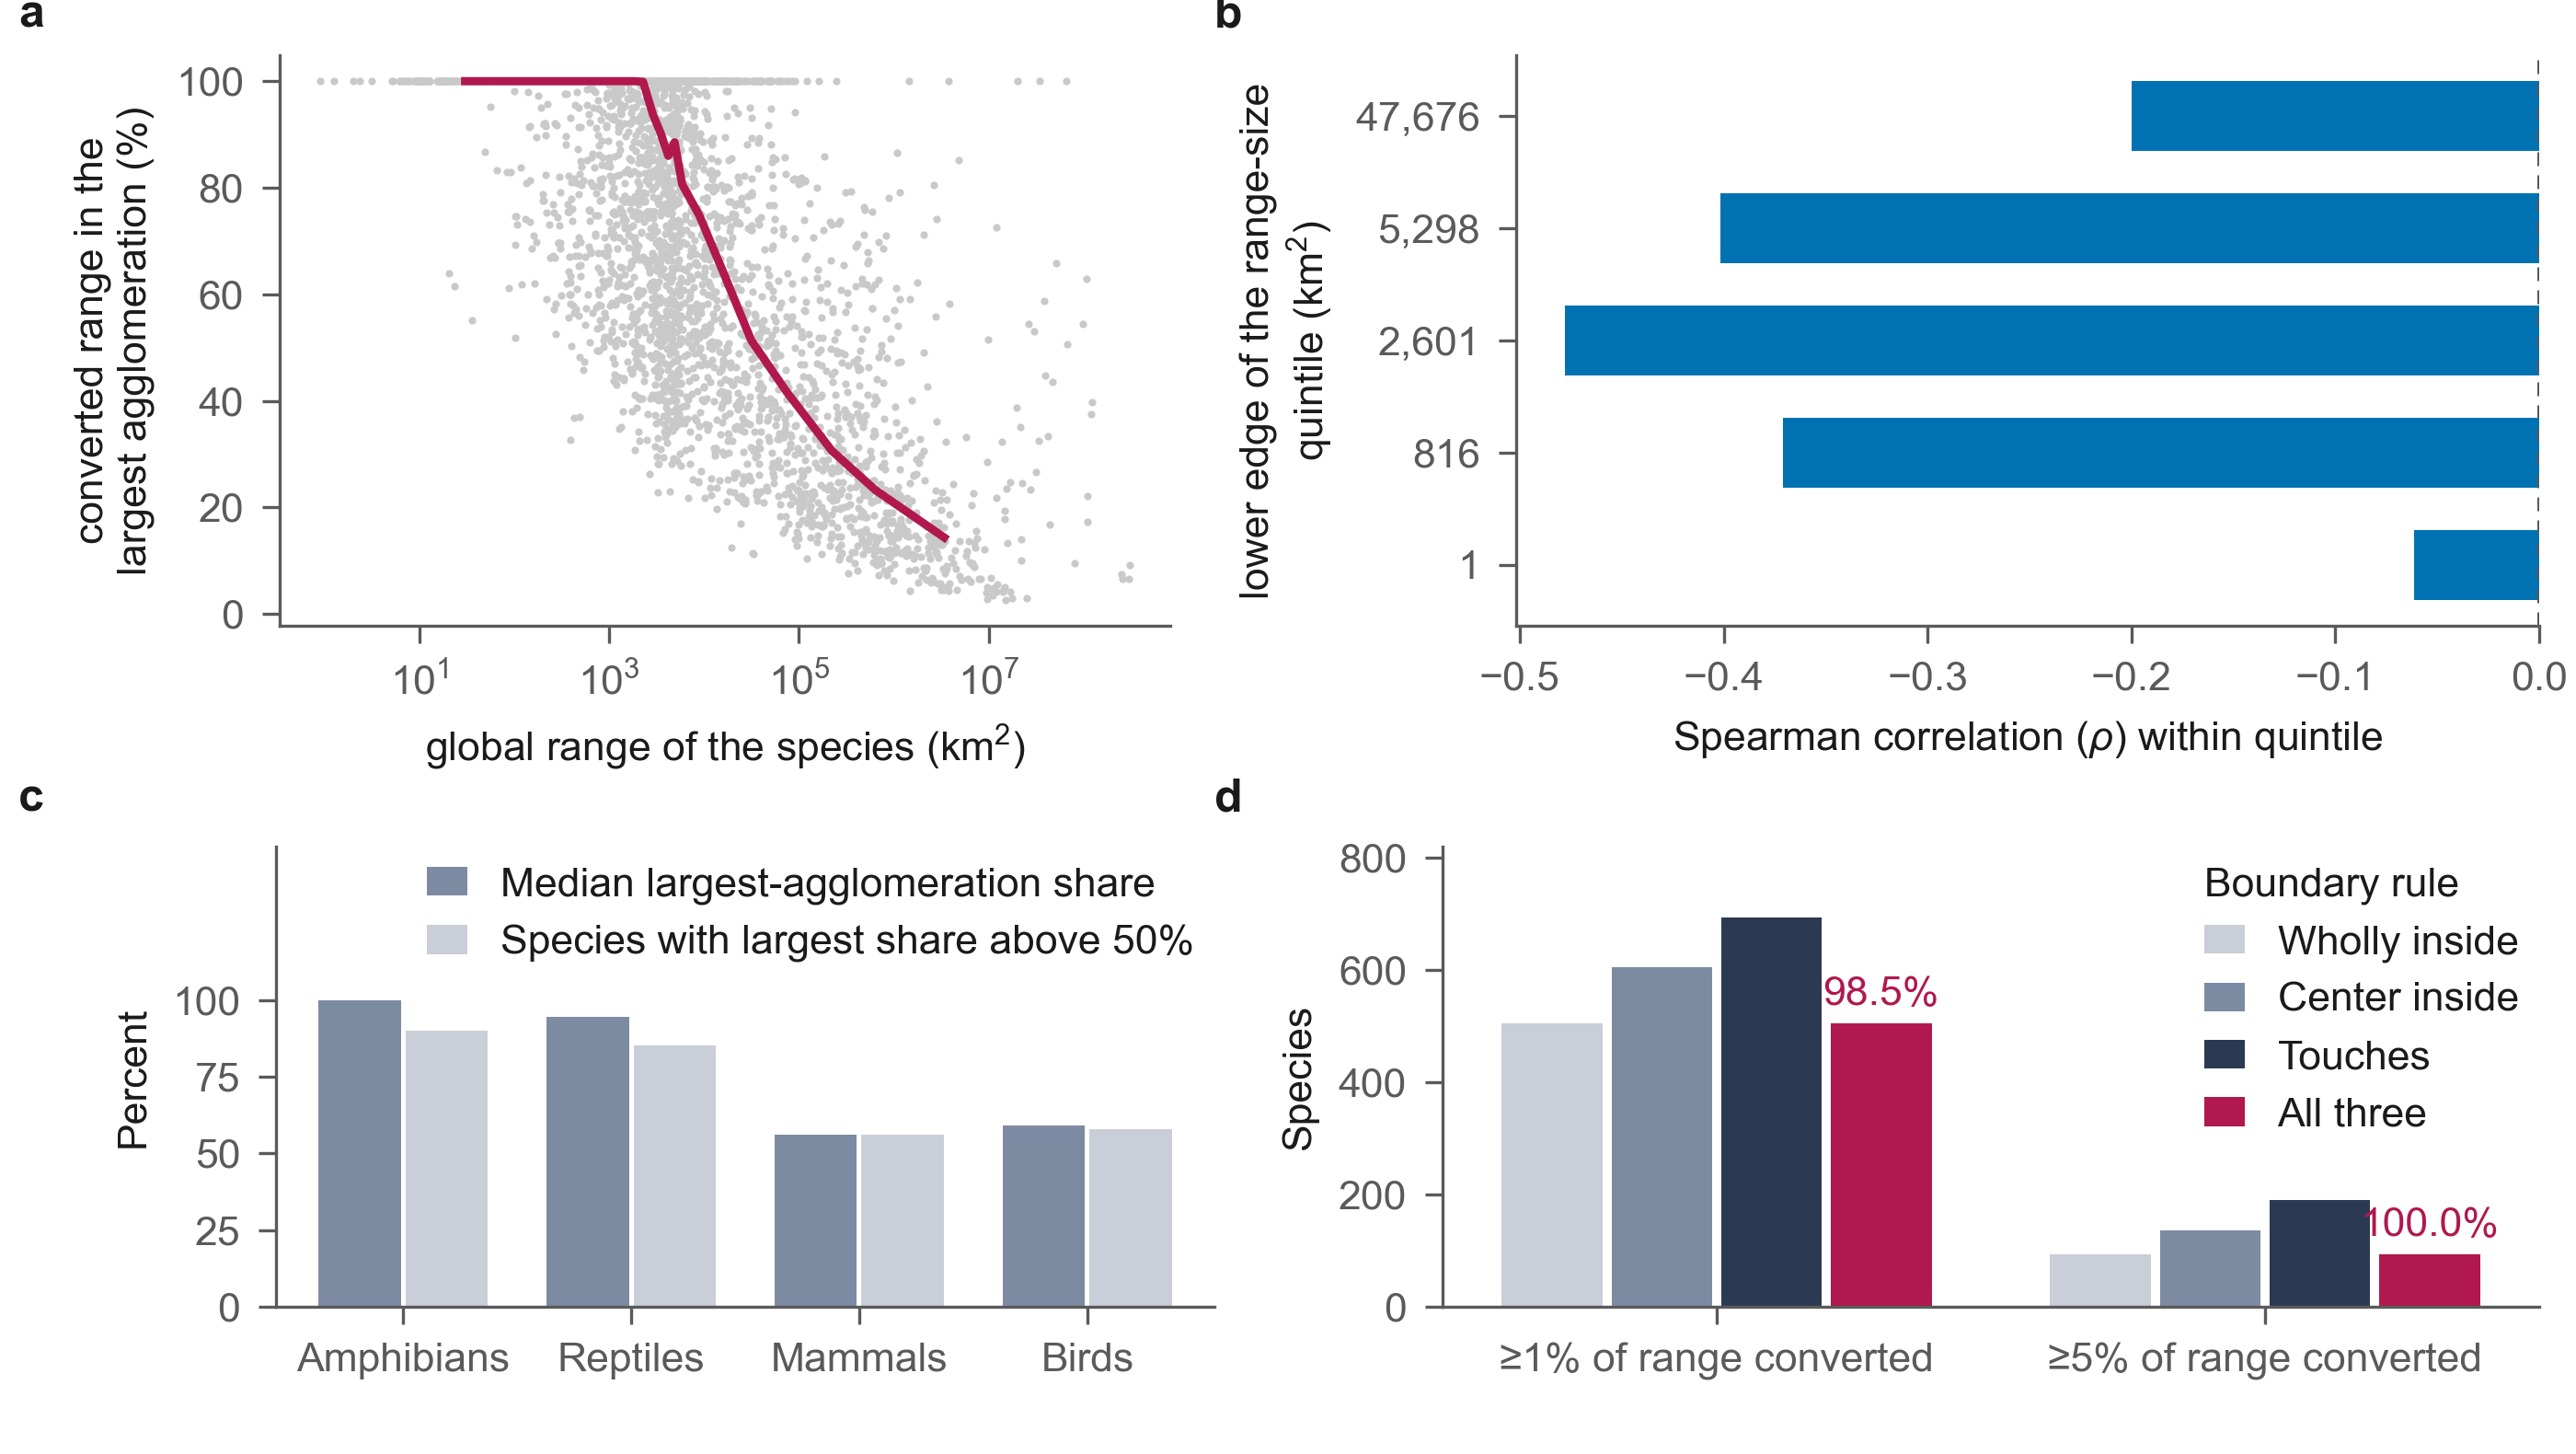 a
converted range in the
largest agglomeration (%)
100
80
60
40
20
0
10¹
10³
10⁵
10⁷
global range of the species (km²)
b
lower edge of the range-size
quintile (km²)
47,676
5,298
2,601
816
1
−0.5
−0.4
−0.3
−0.2
−0.1
0.0
Spearman correlation (ρ) within quintile
c
Median largest-agglomeration share
Species with largest share above 50%
Percent
100
75
50
25
0
Amphibians
Reptiles
Mammals
Birds
d
Species
800
600
400
200
0
Boundary rule
Wholly inside
Center inside
Touches
All three
98.5%
100.0%
≥1% of range converted
≥5% of range converted